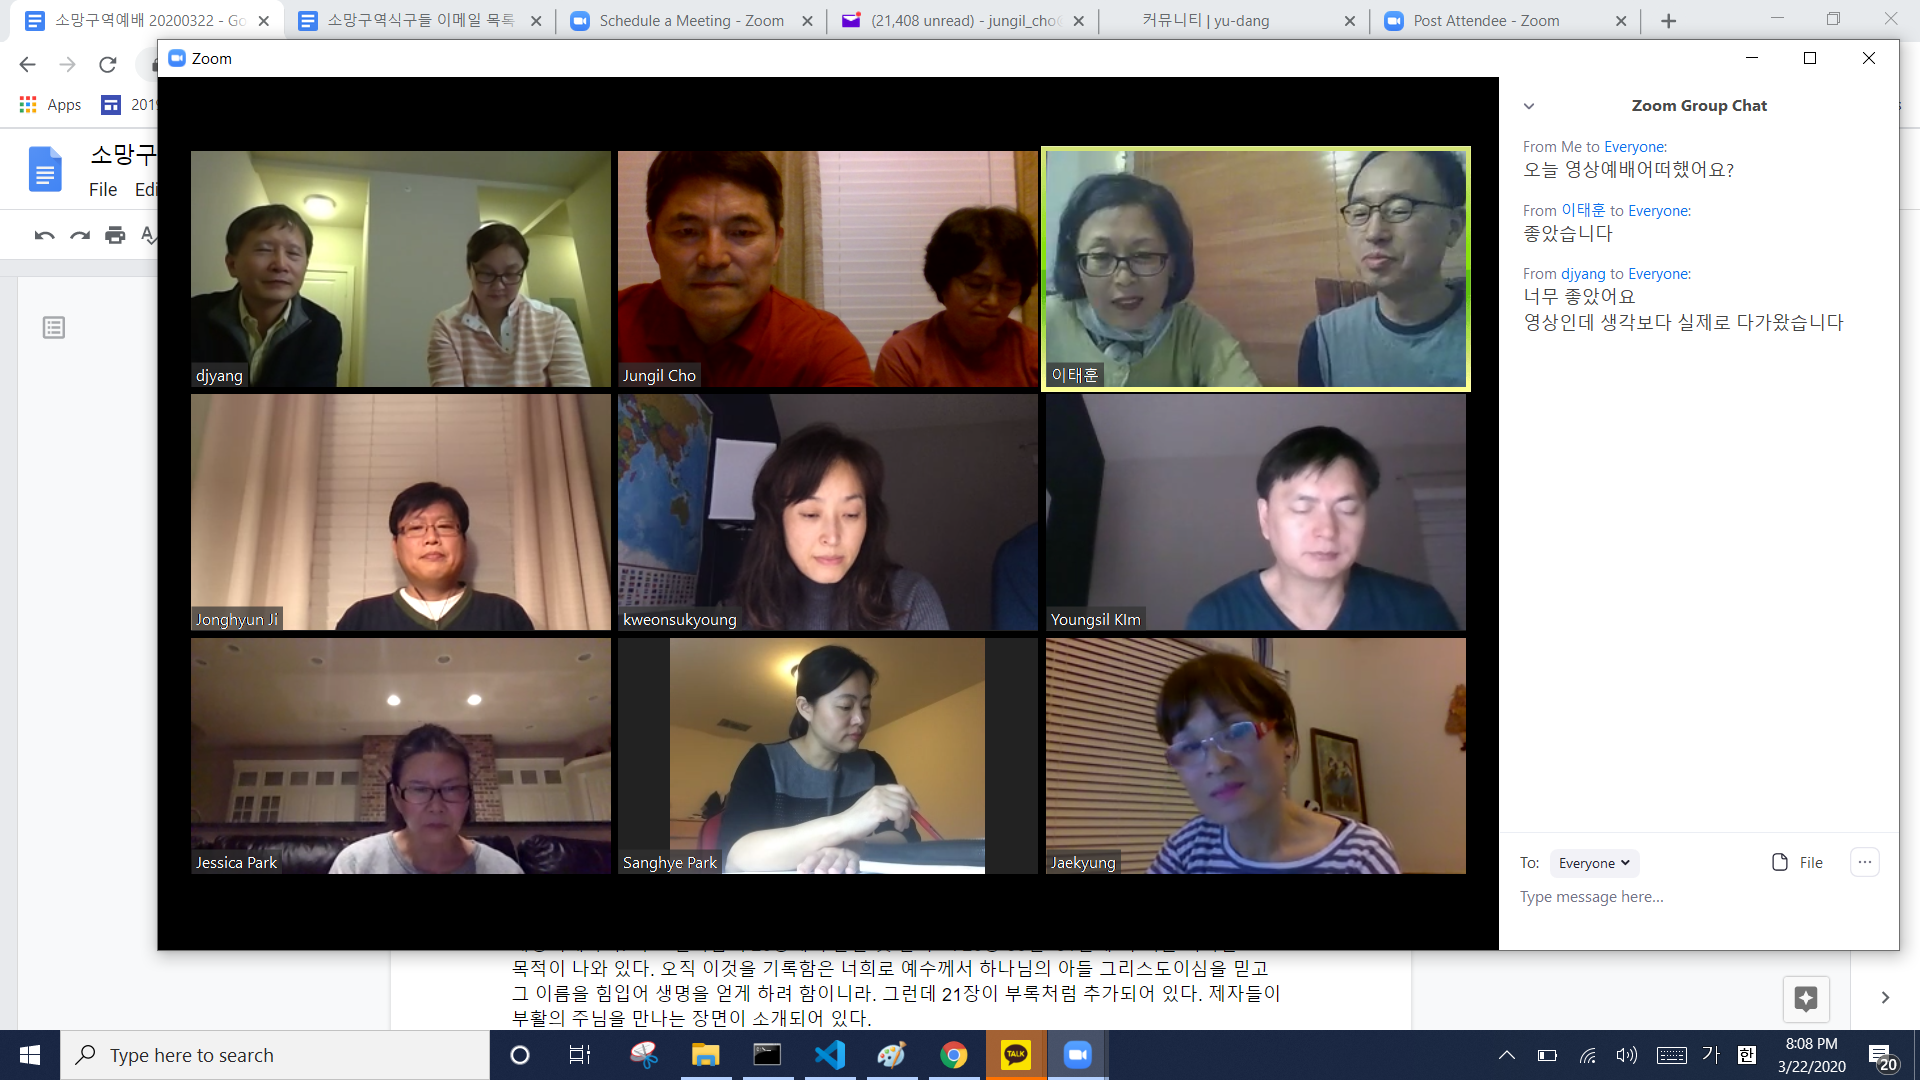 소망구역예배 20200322 - Go
소망구역식구들 이메일 목록
Schedule a Meeting - Zoom
(21,408 unread) - jungil_cho
커뮤니티 | yu-dang
Post Attendee - Zoom
Apps
2019
Zoom
소망구
File Edi
djyang
Jungil Cho
이태훈
Jonghyun Ji
kweonsukyoung
Youngsil KIm
Jessica Park
Sanghye Park
Jaekyung
Zoom Group Chat
From Me to Everyone:
오늘 영상예배어떠했어요?
From 이태훈 to Everyone:
좋았습니다
From djyang to Everyone:
너무 좋았어요
영상인데 생각보다 실제로 다가왔습니다
To: Everyone File
Type message here...
목적이 나와 있다. 오직 이것을 기록함은 너희로 예수께서 하나님의 아들 그리스도이심을 믿고
그 이름을 힘입어 생명을 얻게 하려 함이니라. 그런데 21장이 부록처럼 추가되어 있다. 제자들이
부활의 주님을 만나는 장면이 소개되어 있다.
Type here to search
TALK
가 한
8:08 PM
3/22/2020
20